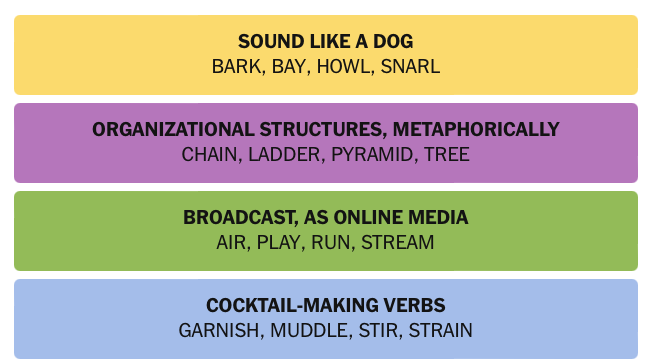 SOUND LIKE A DOG
BARK, BAY, HOWL, SNARL
ORGANIZATIONAL STRUCTURES, METAPHORICALLY
CHAIN, LADDER, PYRAMID, TREE
BROADCAST, AS ONLINE MEDIA
AIR, PLAY, RUN, STREAM
COCKTAIL-MAKING VERBS
GARNISH, MUDDLE, STIR, STRAIN